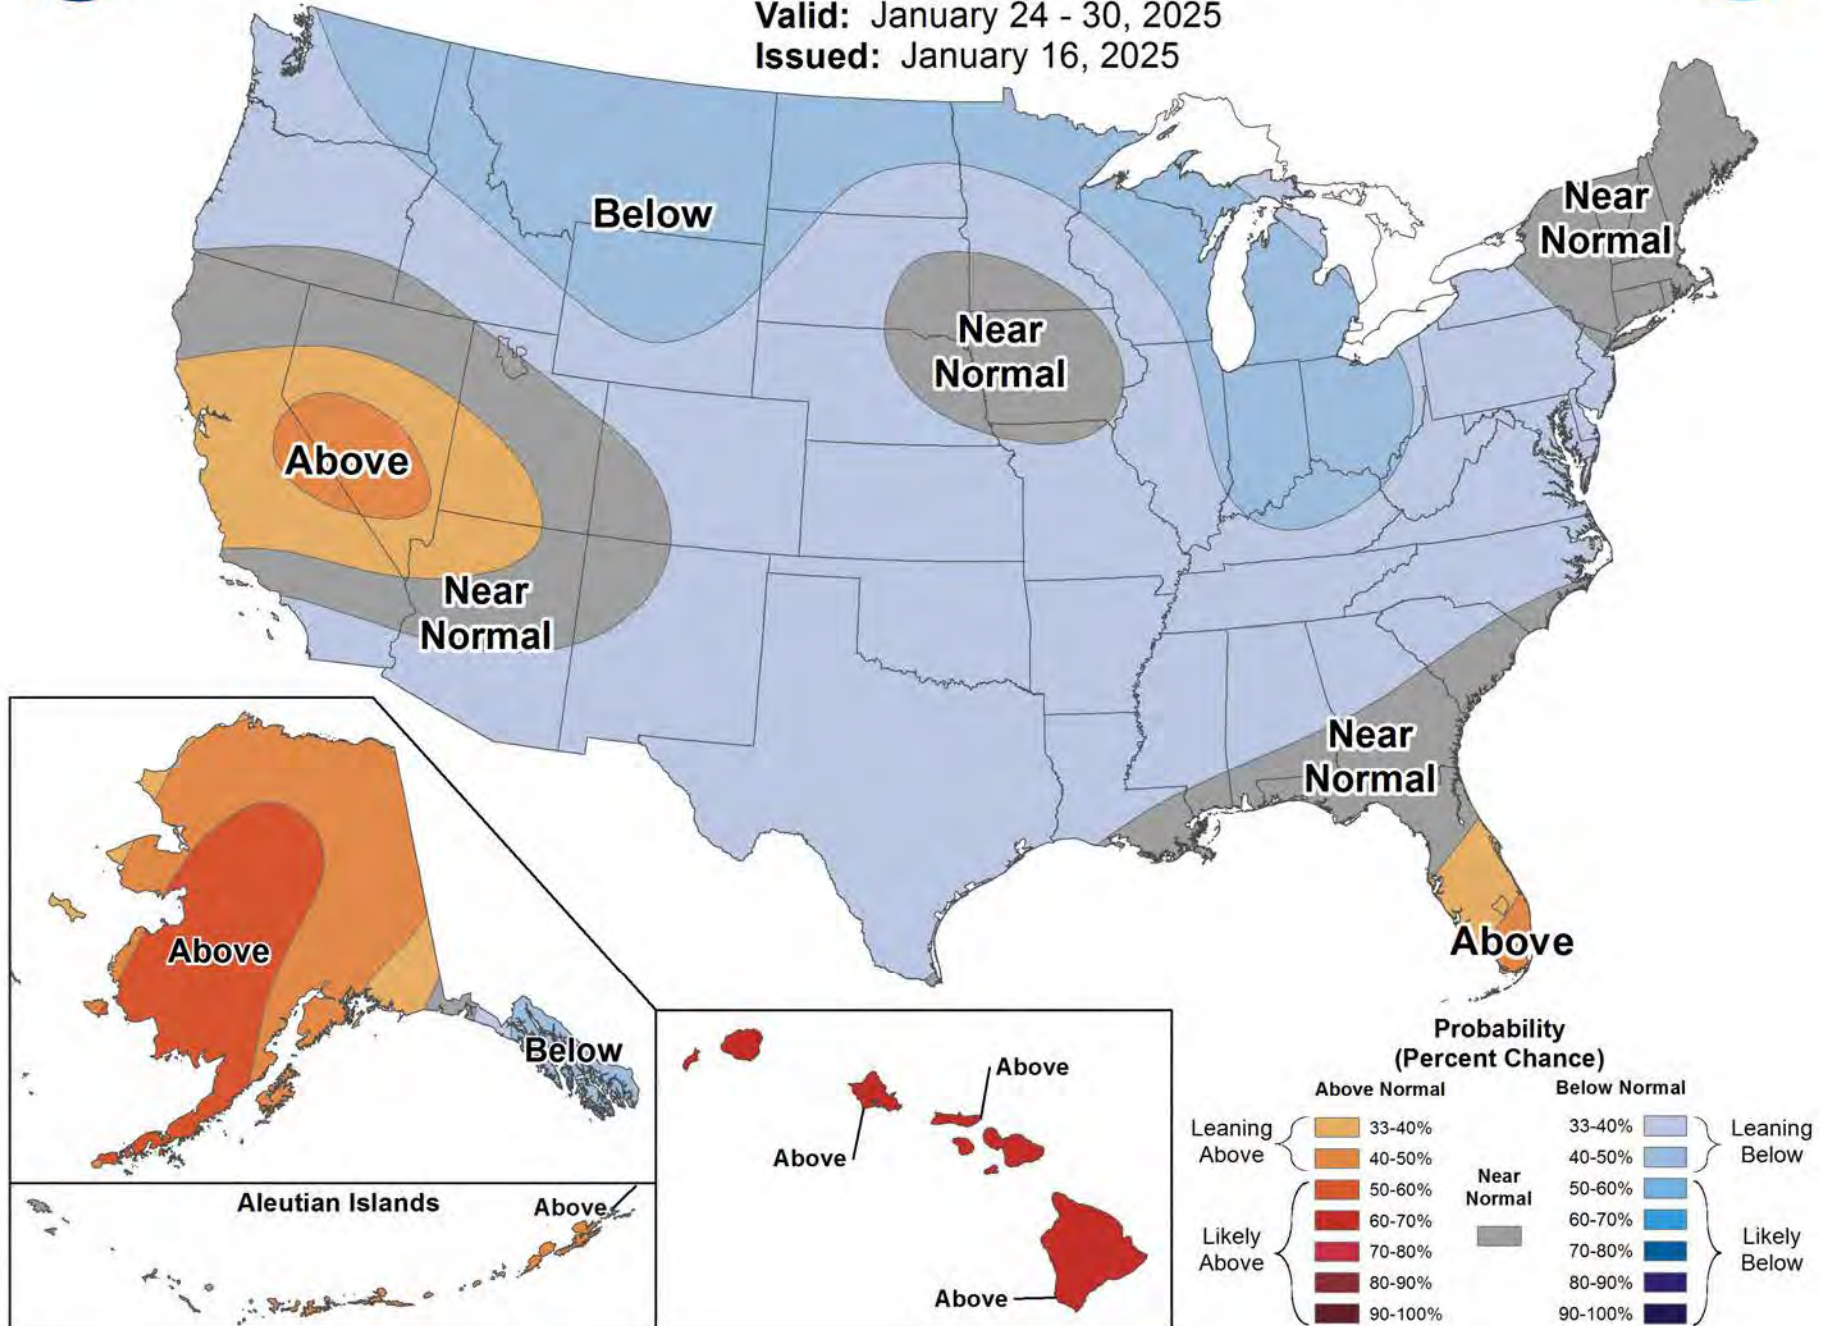 Valid: January 24 - 30, 2025
Issued: January 16, 2025
Below
Near
Normal
Near
Normal
Above
Near
Normal
Near
Normal
Above
Above
Below
Aleutian Islands
Above
Above
Above
Above
Probability
(Percent Chance)
Above Normal
Below Normal
Leaning
Above
33-40%
40-50%
Likely
Above
50-60%
60-70%
70-80%
80-90%
90-100%
Near
Normal
33-40%
40-50%
Leaning
Below
50-60%
60-70%
70-80%
80-90%
90-100%
Likely
Below